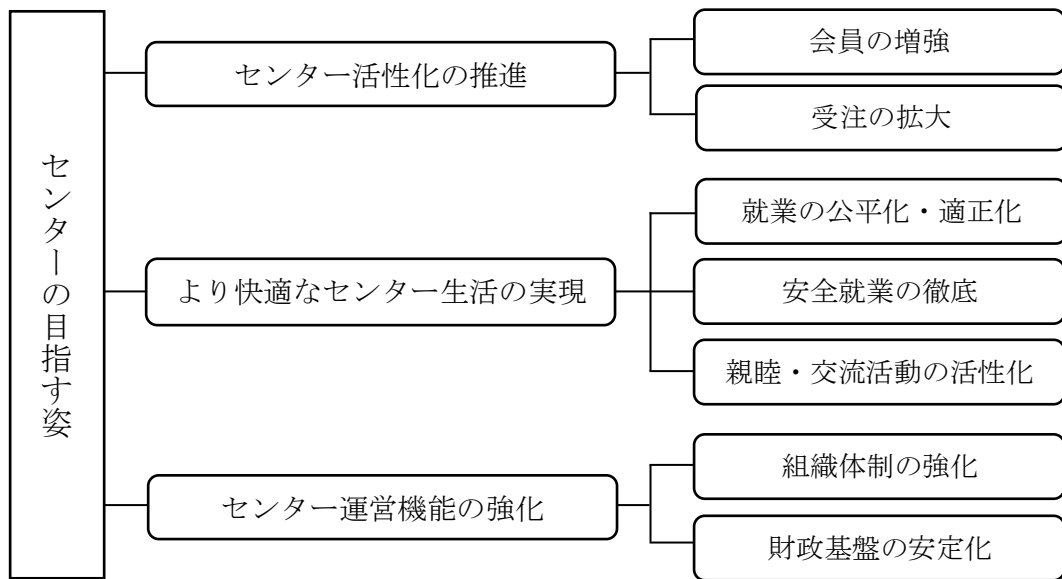 センターの目指す姿
センター活性化の推進
会員の増強
受注の拡大
より快適なセンター生活の実現
就業の公平化・適正化
安全就業の徹底
親睦・交流活動の活性化
センター運営機能の強化
組織体制の強化
財政基盤の安定化